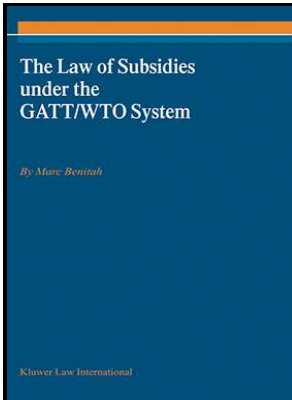 The Law of Subsidies
under the
GATT/WTO System
By Marc Benitah
Kluwer Law International